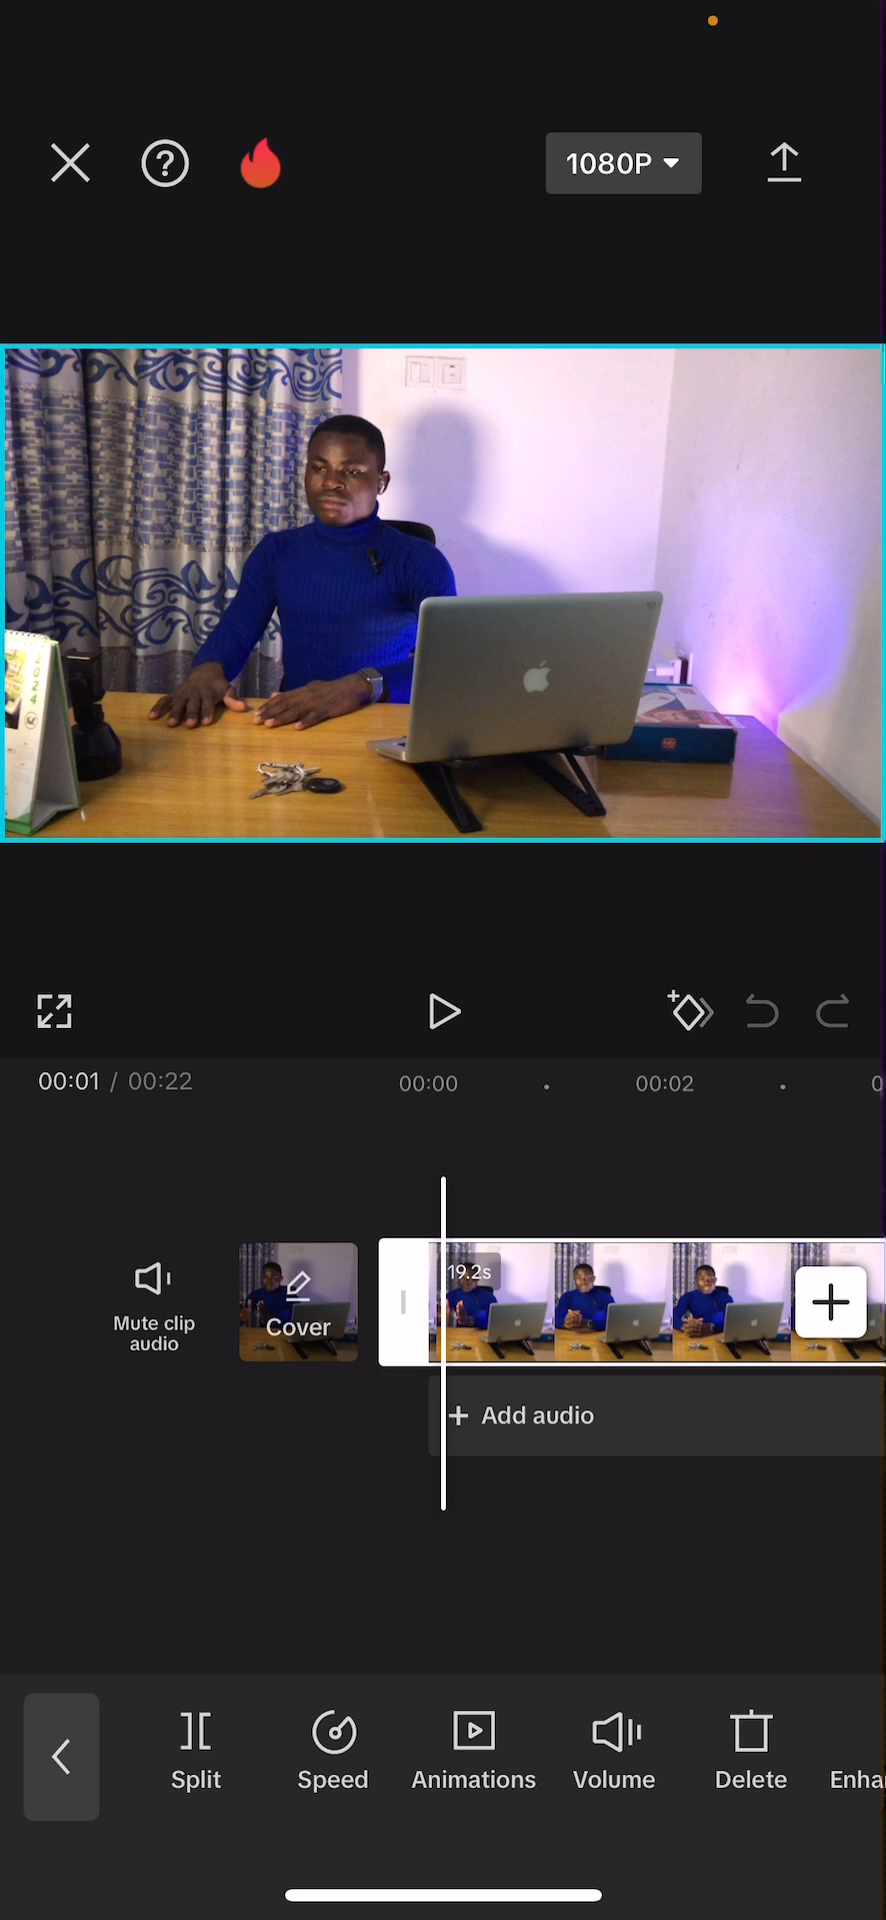 1080P
00:01 / 00:22
00:00
00:02
19.2s
Mute clip
audio
Cover
+ Add audio
Split
Speed
Animations
Volume
Delete
Enha